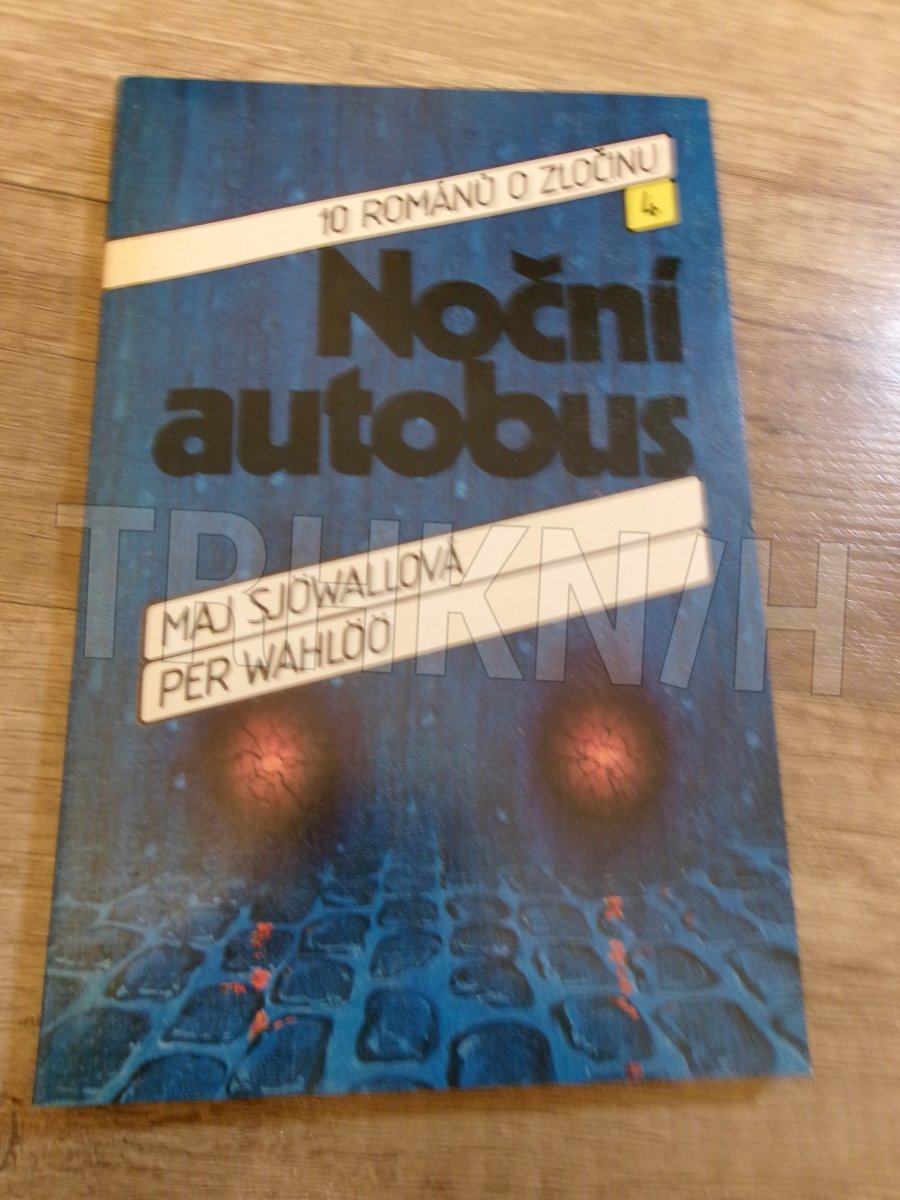 10 ROMÁNŮ O ZLOČINU
4
Noční
autobus
MAJ SJÖWALLOVÁ
PER WAHLÖÖ
TRHKNIH